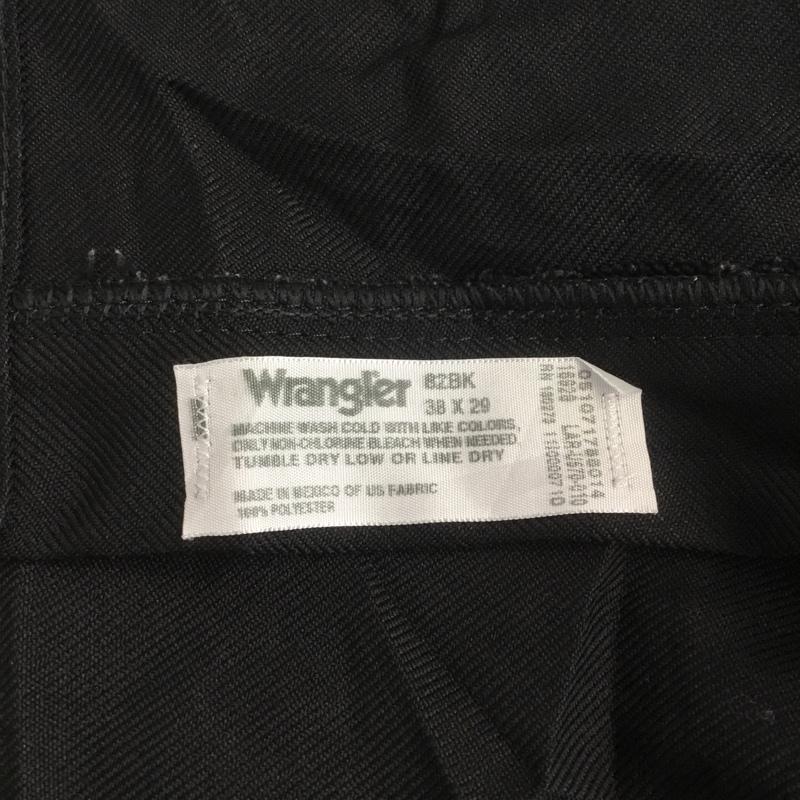 Wrangler 82BK
38 X 29
MACHINE WASH COLD WITH LIKE COLORS,
ONLY NON-CHLORINE BLEACH WHEN NEEDED
TUMBLE DRY LOW OR LINE DRY
MADE IN MEXICO OF US FABRIC
100% POLYESTER